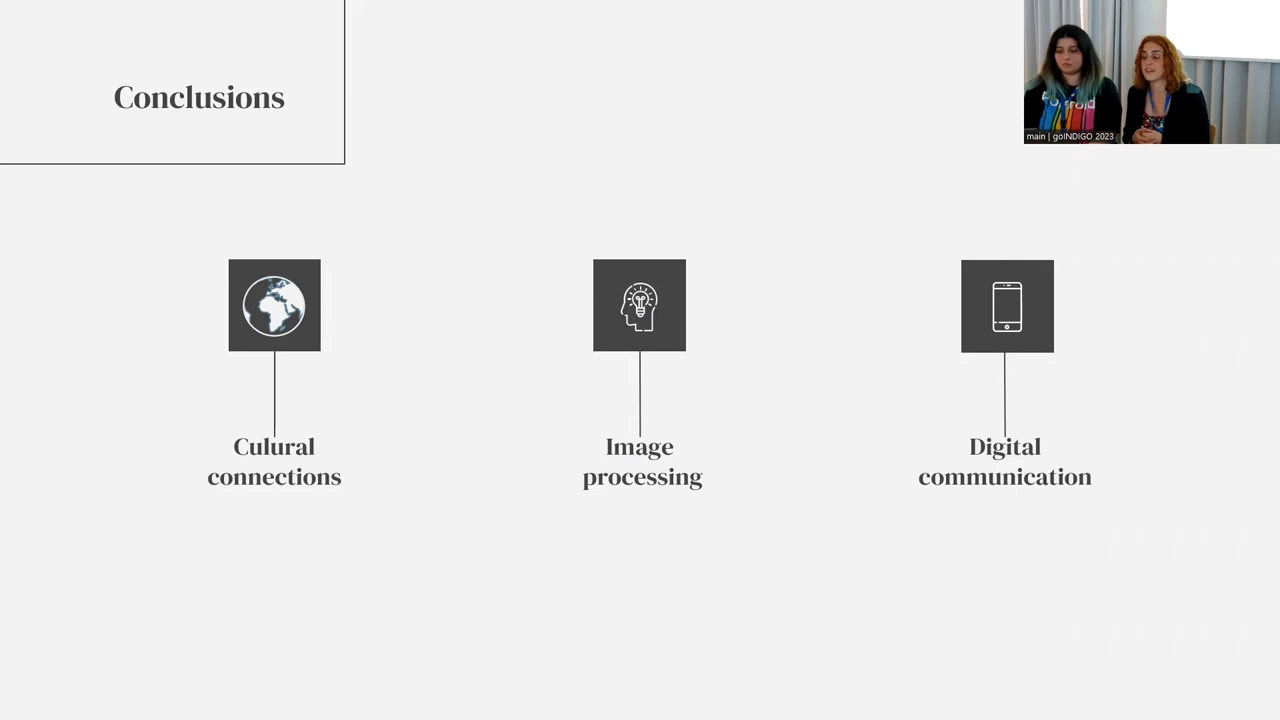 Conclusions
main | goINDIGO 2023
Culural
connections
Image
processing
Digital
communication